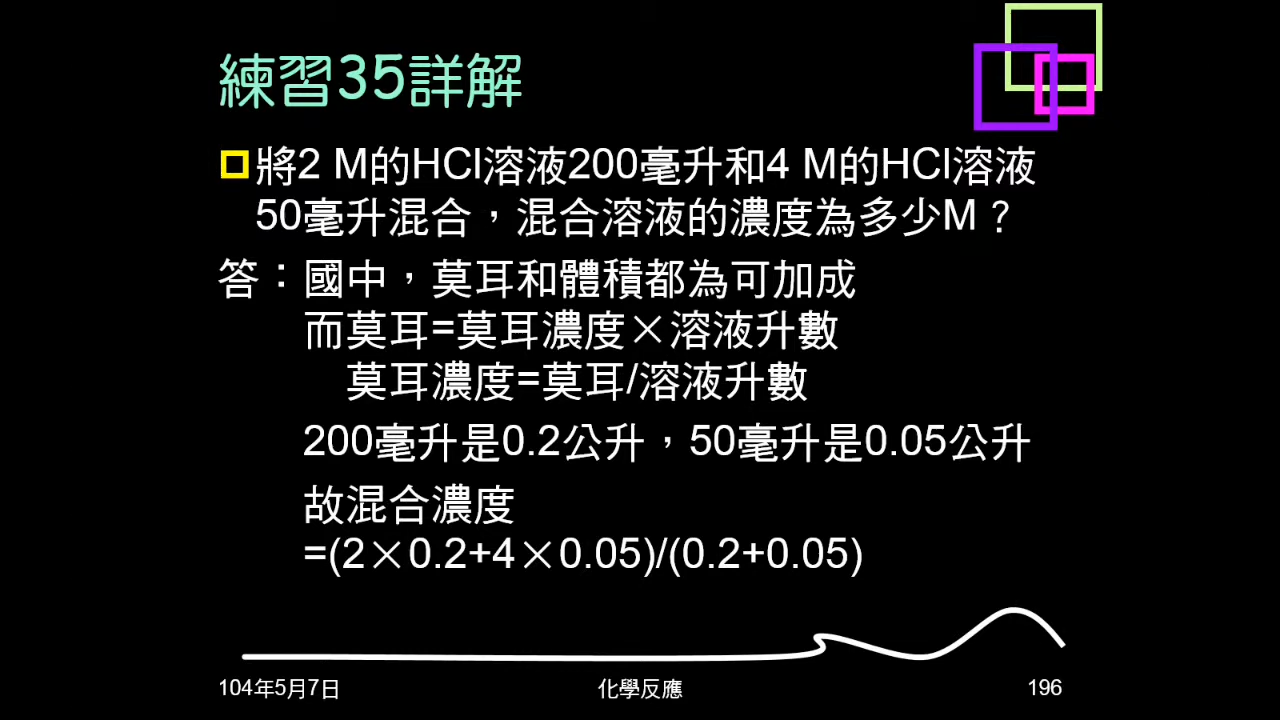 練習35詳解
將2 M的HCl溶液200毫升和4 M的HCl溶液
50毫升混合，混合溶液的濃度為多少M？
答：國中，莫耳和體積都為可加成
而莫耳=莫耳濃度×溶液升數
莫耳濃度=莫耳/溶液升數
200毫升是0.2公升，50毫升是0.05公升
故混合濃度
=(2×0.2+4×0.05)/(0.2+0.05)
104年5月7日
化學反應
196